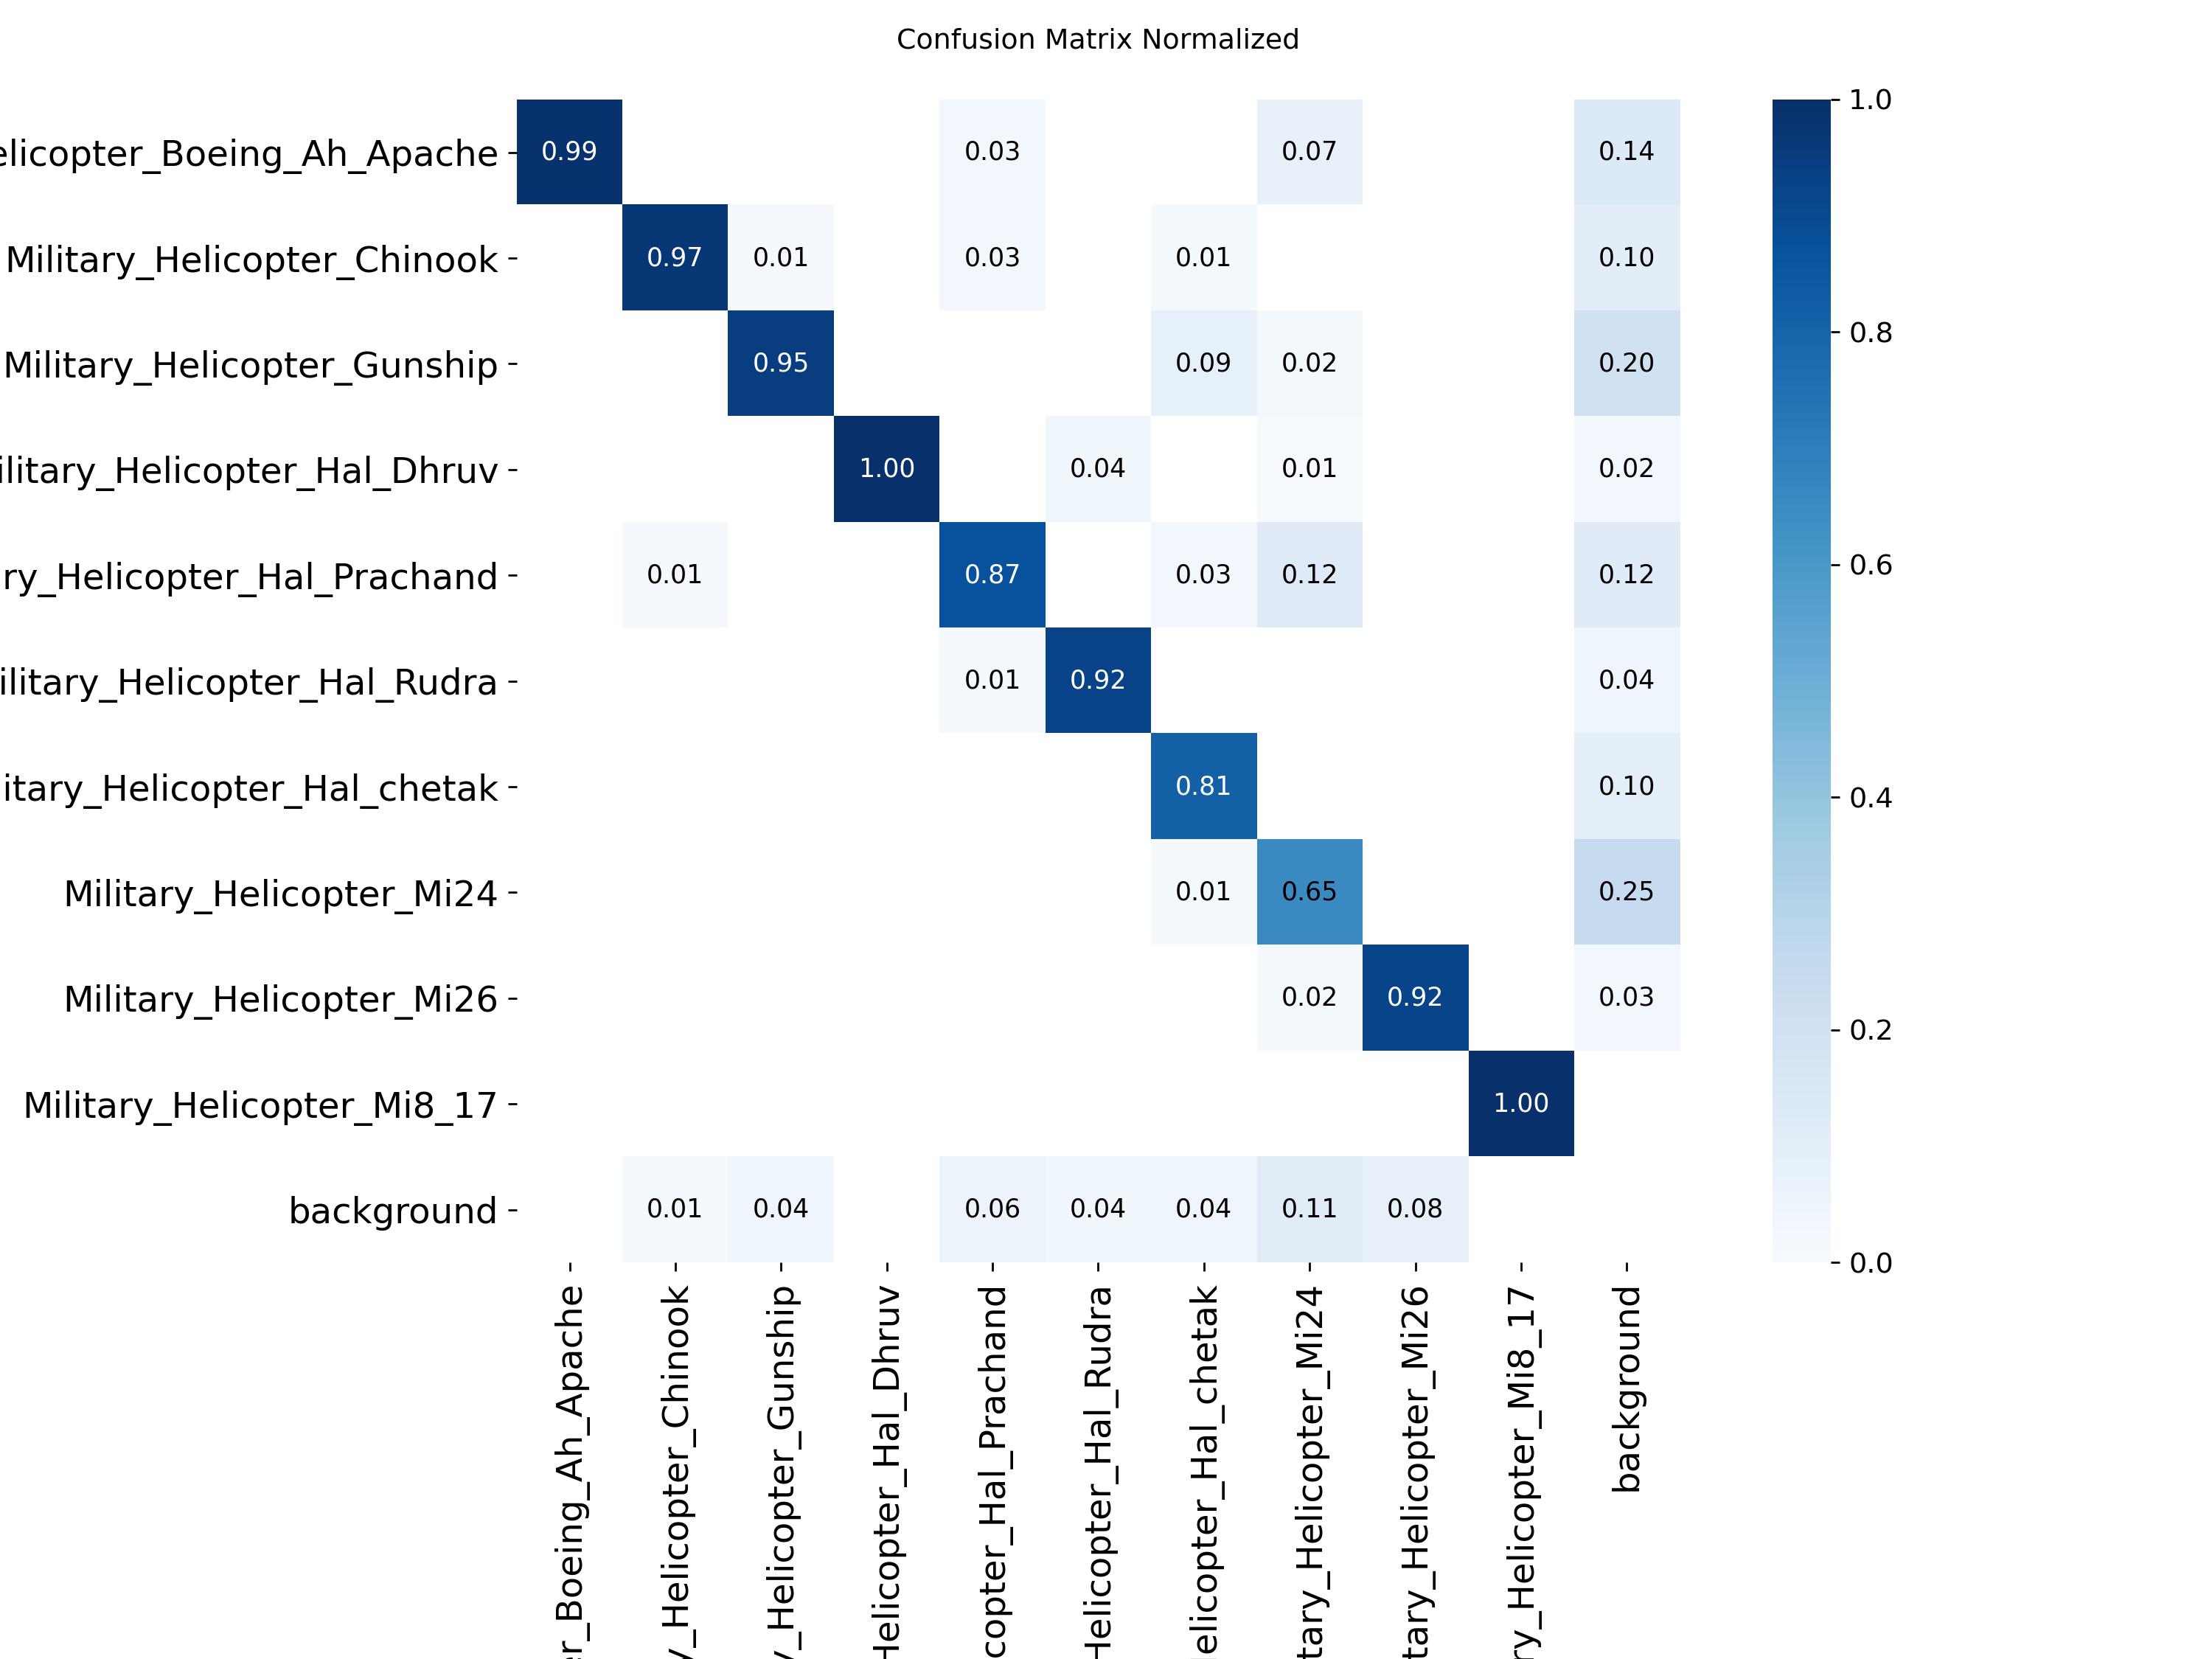 Confusion Matrix Normalized
elicopter_Boeing_Ah_Apache 0.99 0.03 0.07 0.14
Military_Helicopter_Chinook 0.97 0.01 0.03 0.01 0.10
Military_Helicopter_Gunship 0.95 0.09 0.02 0.20
ilitary_Helicopter_Hal_Dhruv 1.00 0.04 0.01 0.02
ry_Helicopter_Hal_Prachand 0.01 0.87 0.03 0.12 0.12
ilitary_Helicopter_Hal_Rudra 0.01 0.92 0.04
itary_Helicopter_Hal_chetak 0.81 0.10
Military_Helicopter_Mi24 0.01 0.65 0.25
Military_Helicopter_Mi26 0.02 0.92 0.03
Military_Helicopter_Mi8_17 1.00
background 0.01 0.04 0.06 0.04 0.04 0.11 0.08
er_Boeing_Ah_Apache
y_Helicopter_Chinook
y_Helicopter_Gunship
Helicopter_Hal_Dhruv
copter_Hal_Prachand
Helicopter_Hal_Rudra
elicopter_Hal_chetak
tary_Helicopter_Mi24
tary_Helicopter_Mi26
ry_Helicopter_Mi8_17
background
1.0
0.8
0.6
0.4
0.2
0.0